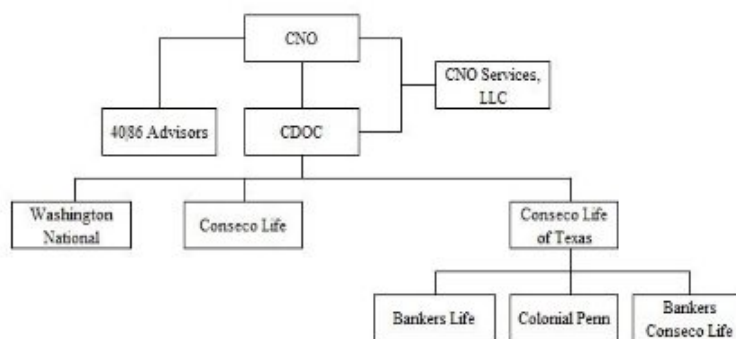 CNO
CNO Services,
LLC
40|86 Advisors
CDOC
Washington
National
Conseco Life
Conseco Life
of Texas
Bankers Life
Colonial Penn
Bankers
Conseco Life